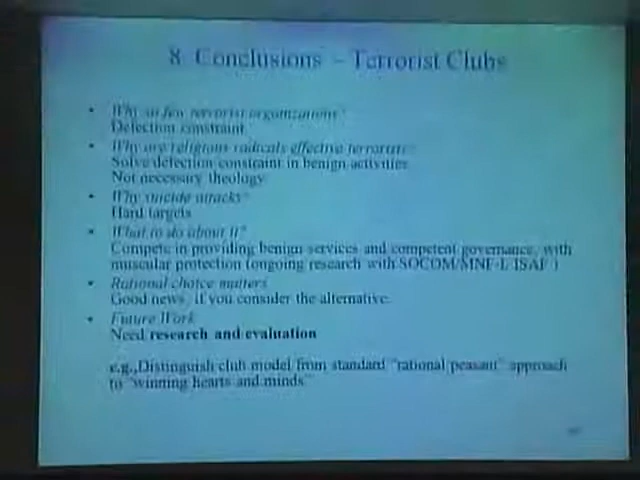 8. Conclusions – Terrorist Clubs
• Why so few terrorist organizations?
Defection constraint
• Why are religious radicals effective terrorists?
Solve defection constraint in benign activities
Not necessary theology
• Why suicide attacks?
Hard targets
• What to do about it?
Compete in providing benign services and competent governance, with
muscular protection (ongoing research with SOCOM/MNF-I/ISAF )
• Rational choice matters
Good news, if you consider the alternative.
• Future Work
Need research and evaluation
e.g.,Distinguish club model from standard "rational peasant" approach
to "winning hearts and minds"